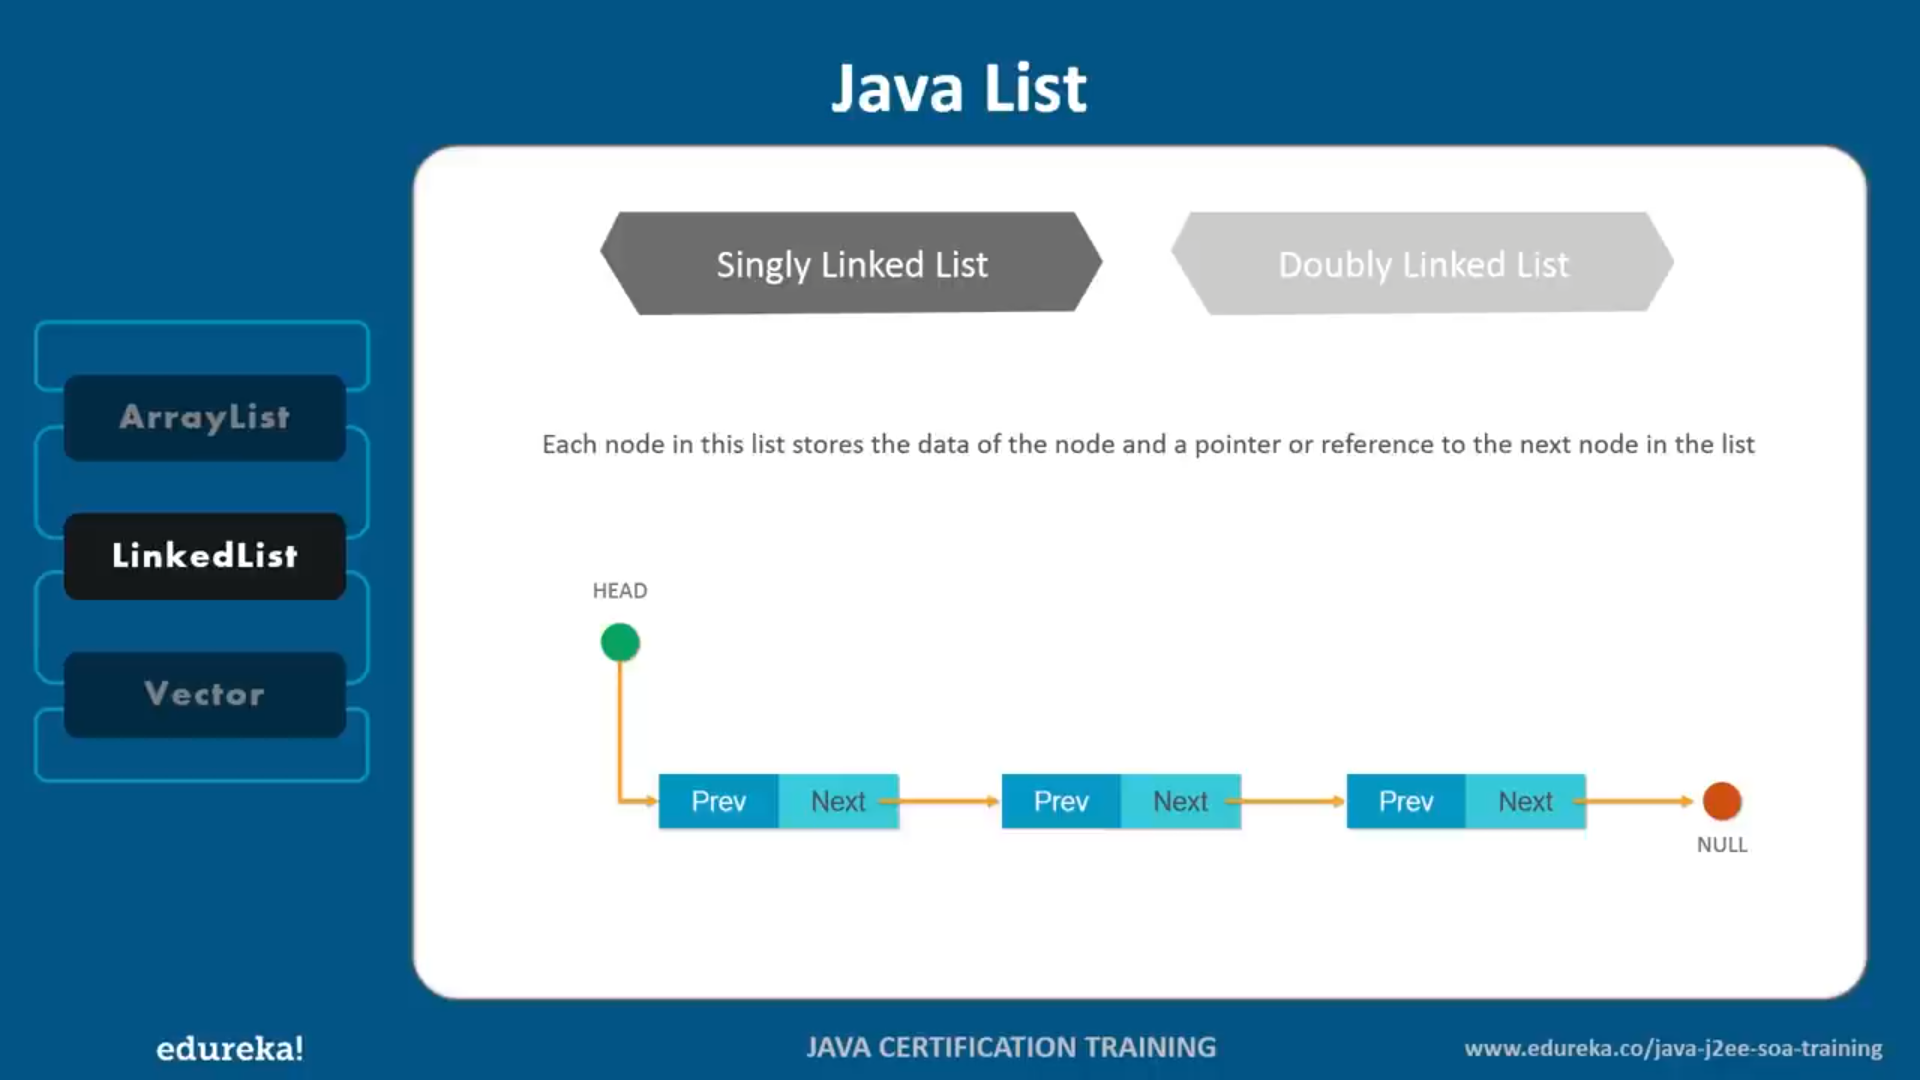 Java List
Singly Linked List
Doubly Linked List
ArrayList
LinkedList
Vector
Each node in this list stores the data of the node and a pointer or reference to the next node in the list
HEAD
Prev Next Prev Next Prev Next
NULL
edureka! JAVA CERTIFICATION TRAINING www.edureka.co/java-j2ee-soa-training